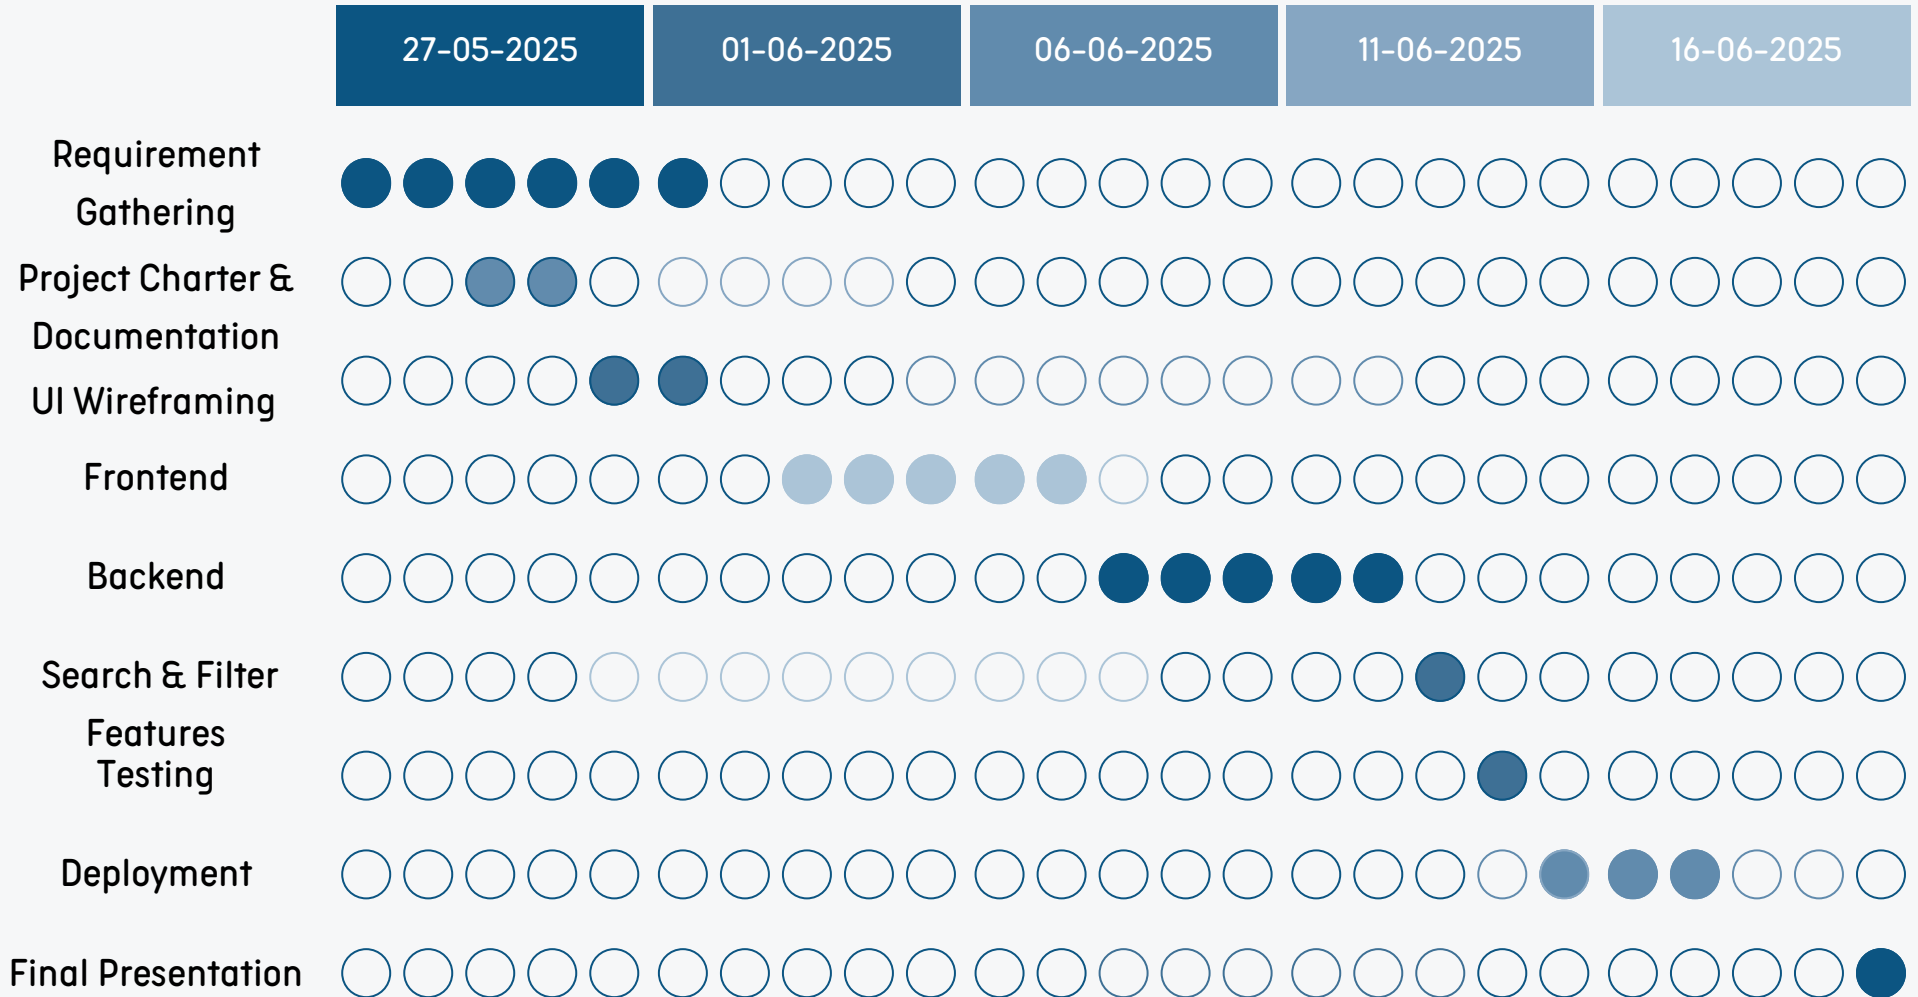 27-05-2025
01-06-2025
06-06-2025
11-06-2025
16-06-2025
Requirement
Gathering
Project Charter &
Documentation
UI Wireframing
Frontend
Backend
Search & Filter
Features
Testing
Deployment
Final Presentation